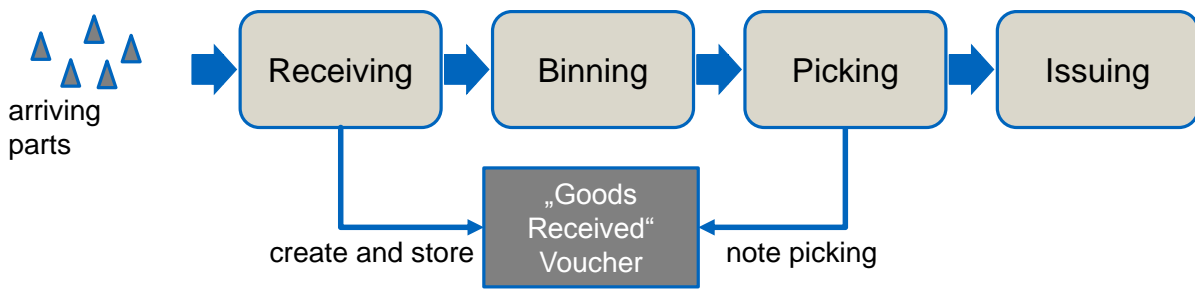 Receiving
Binning
Picking
Issuing
arriving
parts
„Goods
Received“
Voucher
create and store
note picking